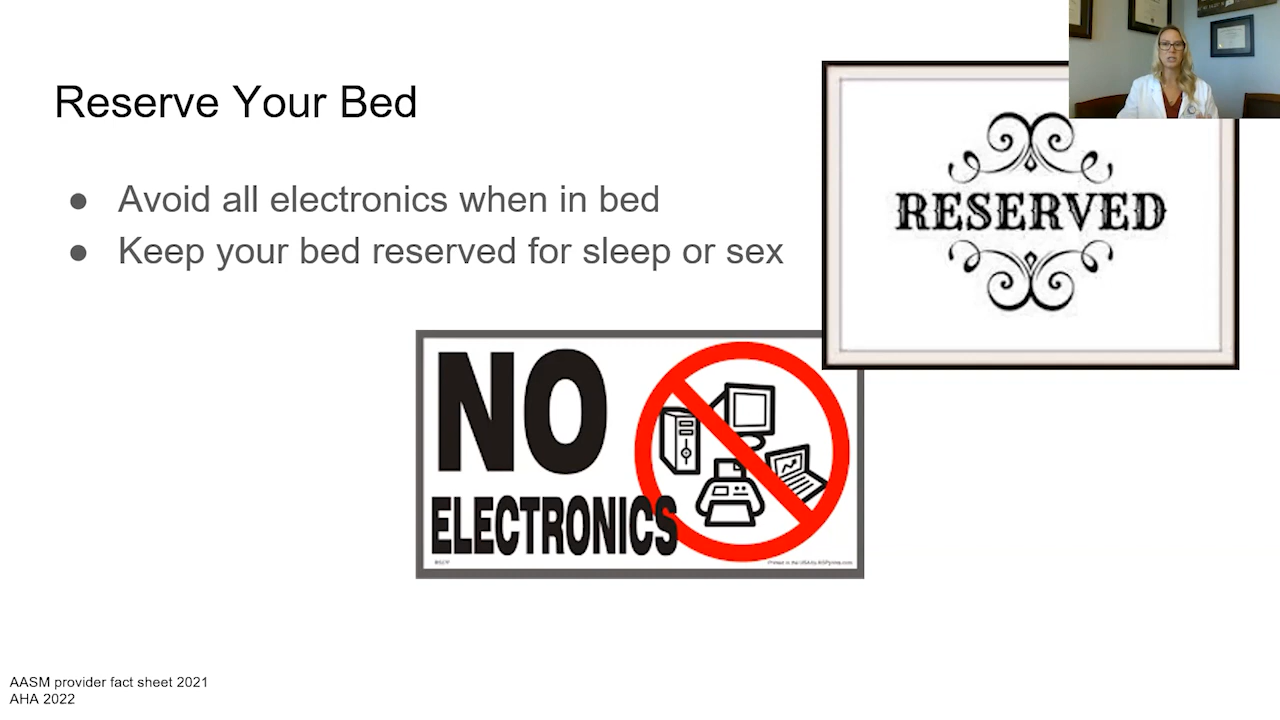 Reserve Your Bed
● Avoid all electronics when in bed
● Keep your bed reserved for sleep or sex
RESERVED
NO
ELECTRONICS
AASM provider fact sheet 2021
AHA 2022